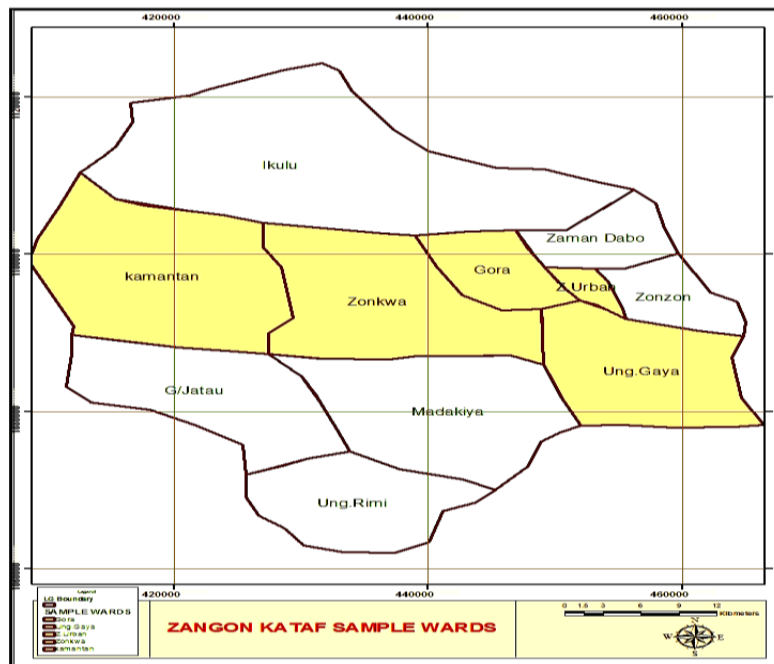 420000 440000 460000
Ikulu
Zaman Dabo
kamantan
Gora
Z.Urban
Zonkwa
Zonzon
Ung.Gaya
G/Jatau
Madakiya
Ung.Rimi
420000 440000 460000
Legend
LG Boundary
SAMPLE WARDS
Gora
Ung.Gaya
Z.Urban
Zonkwa
kamantan
ZANGON KATAF SAMPLE WARDS
0 1.5 3 6 9 12
Kilometers
N
W E
S